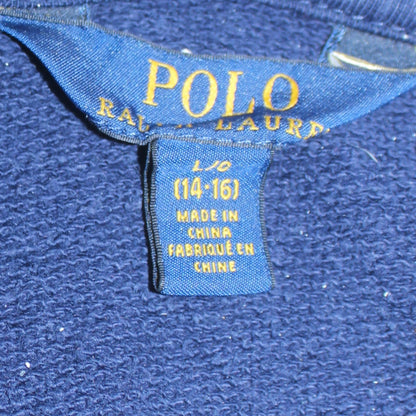 POLO
RALPH LAUREN
L/G
(14-16)
MADE IN
CHINA
FABRIQUÉ EN
CHINE